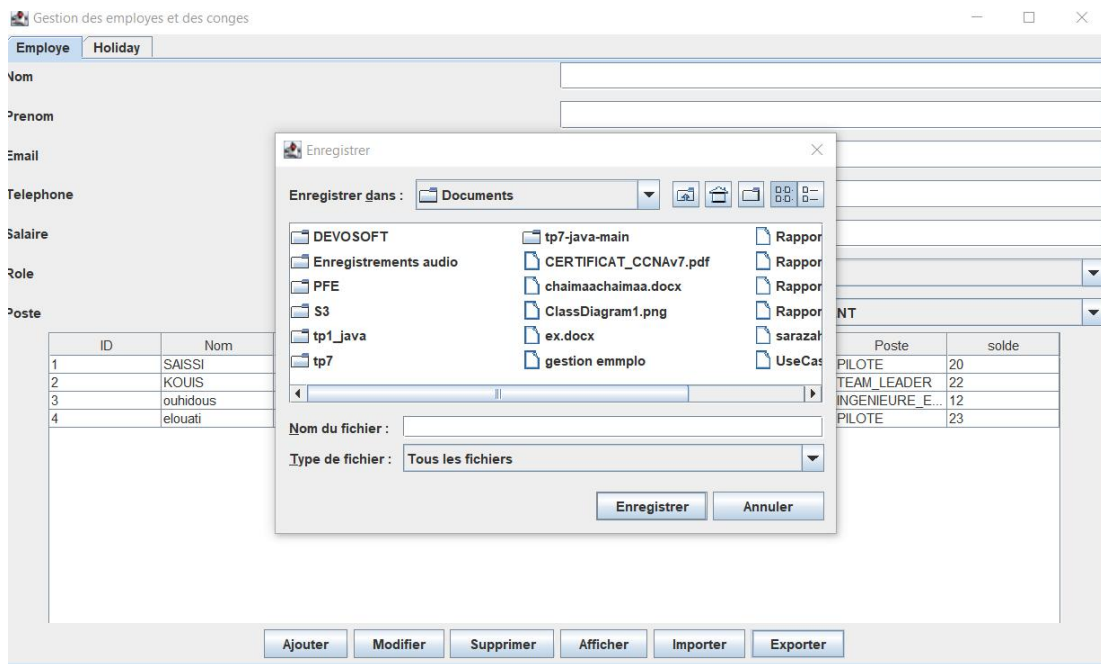 Gestion des employes et des conges
Employe Holiday
Nom
Prenom
Email
Telephone
Salaire
Role
Poste
NT
ID Nom Poste solde
1 SAISSI PILOTE 20
2 KOUIS TEAM_LEADER 22
3 ouhidous INGENIEURE_E... 12
4 elouati PILOTE 23
Enregistrer
Enregistrer dans : Documents
DEVOSOFT tp7-java-main Rappor
Enregistrements audio CERTIFICAT_CCNAv7.pdf Rappor
PFE chaimaachaimaa.docx Rappor
S3 ClassDiagram1.png Rappor
tp1_java ex.docx sarazah
tp7 gestion emmplo UseCas
Nom du fichier :
Type de fichier : Tous les fichiers
Enregistrer Annuler
Ajouter Modifier Supprimer Afficher Importer Exporter